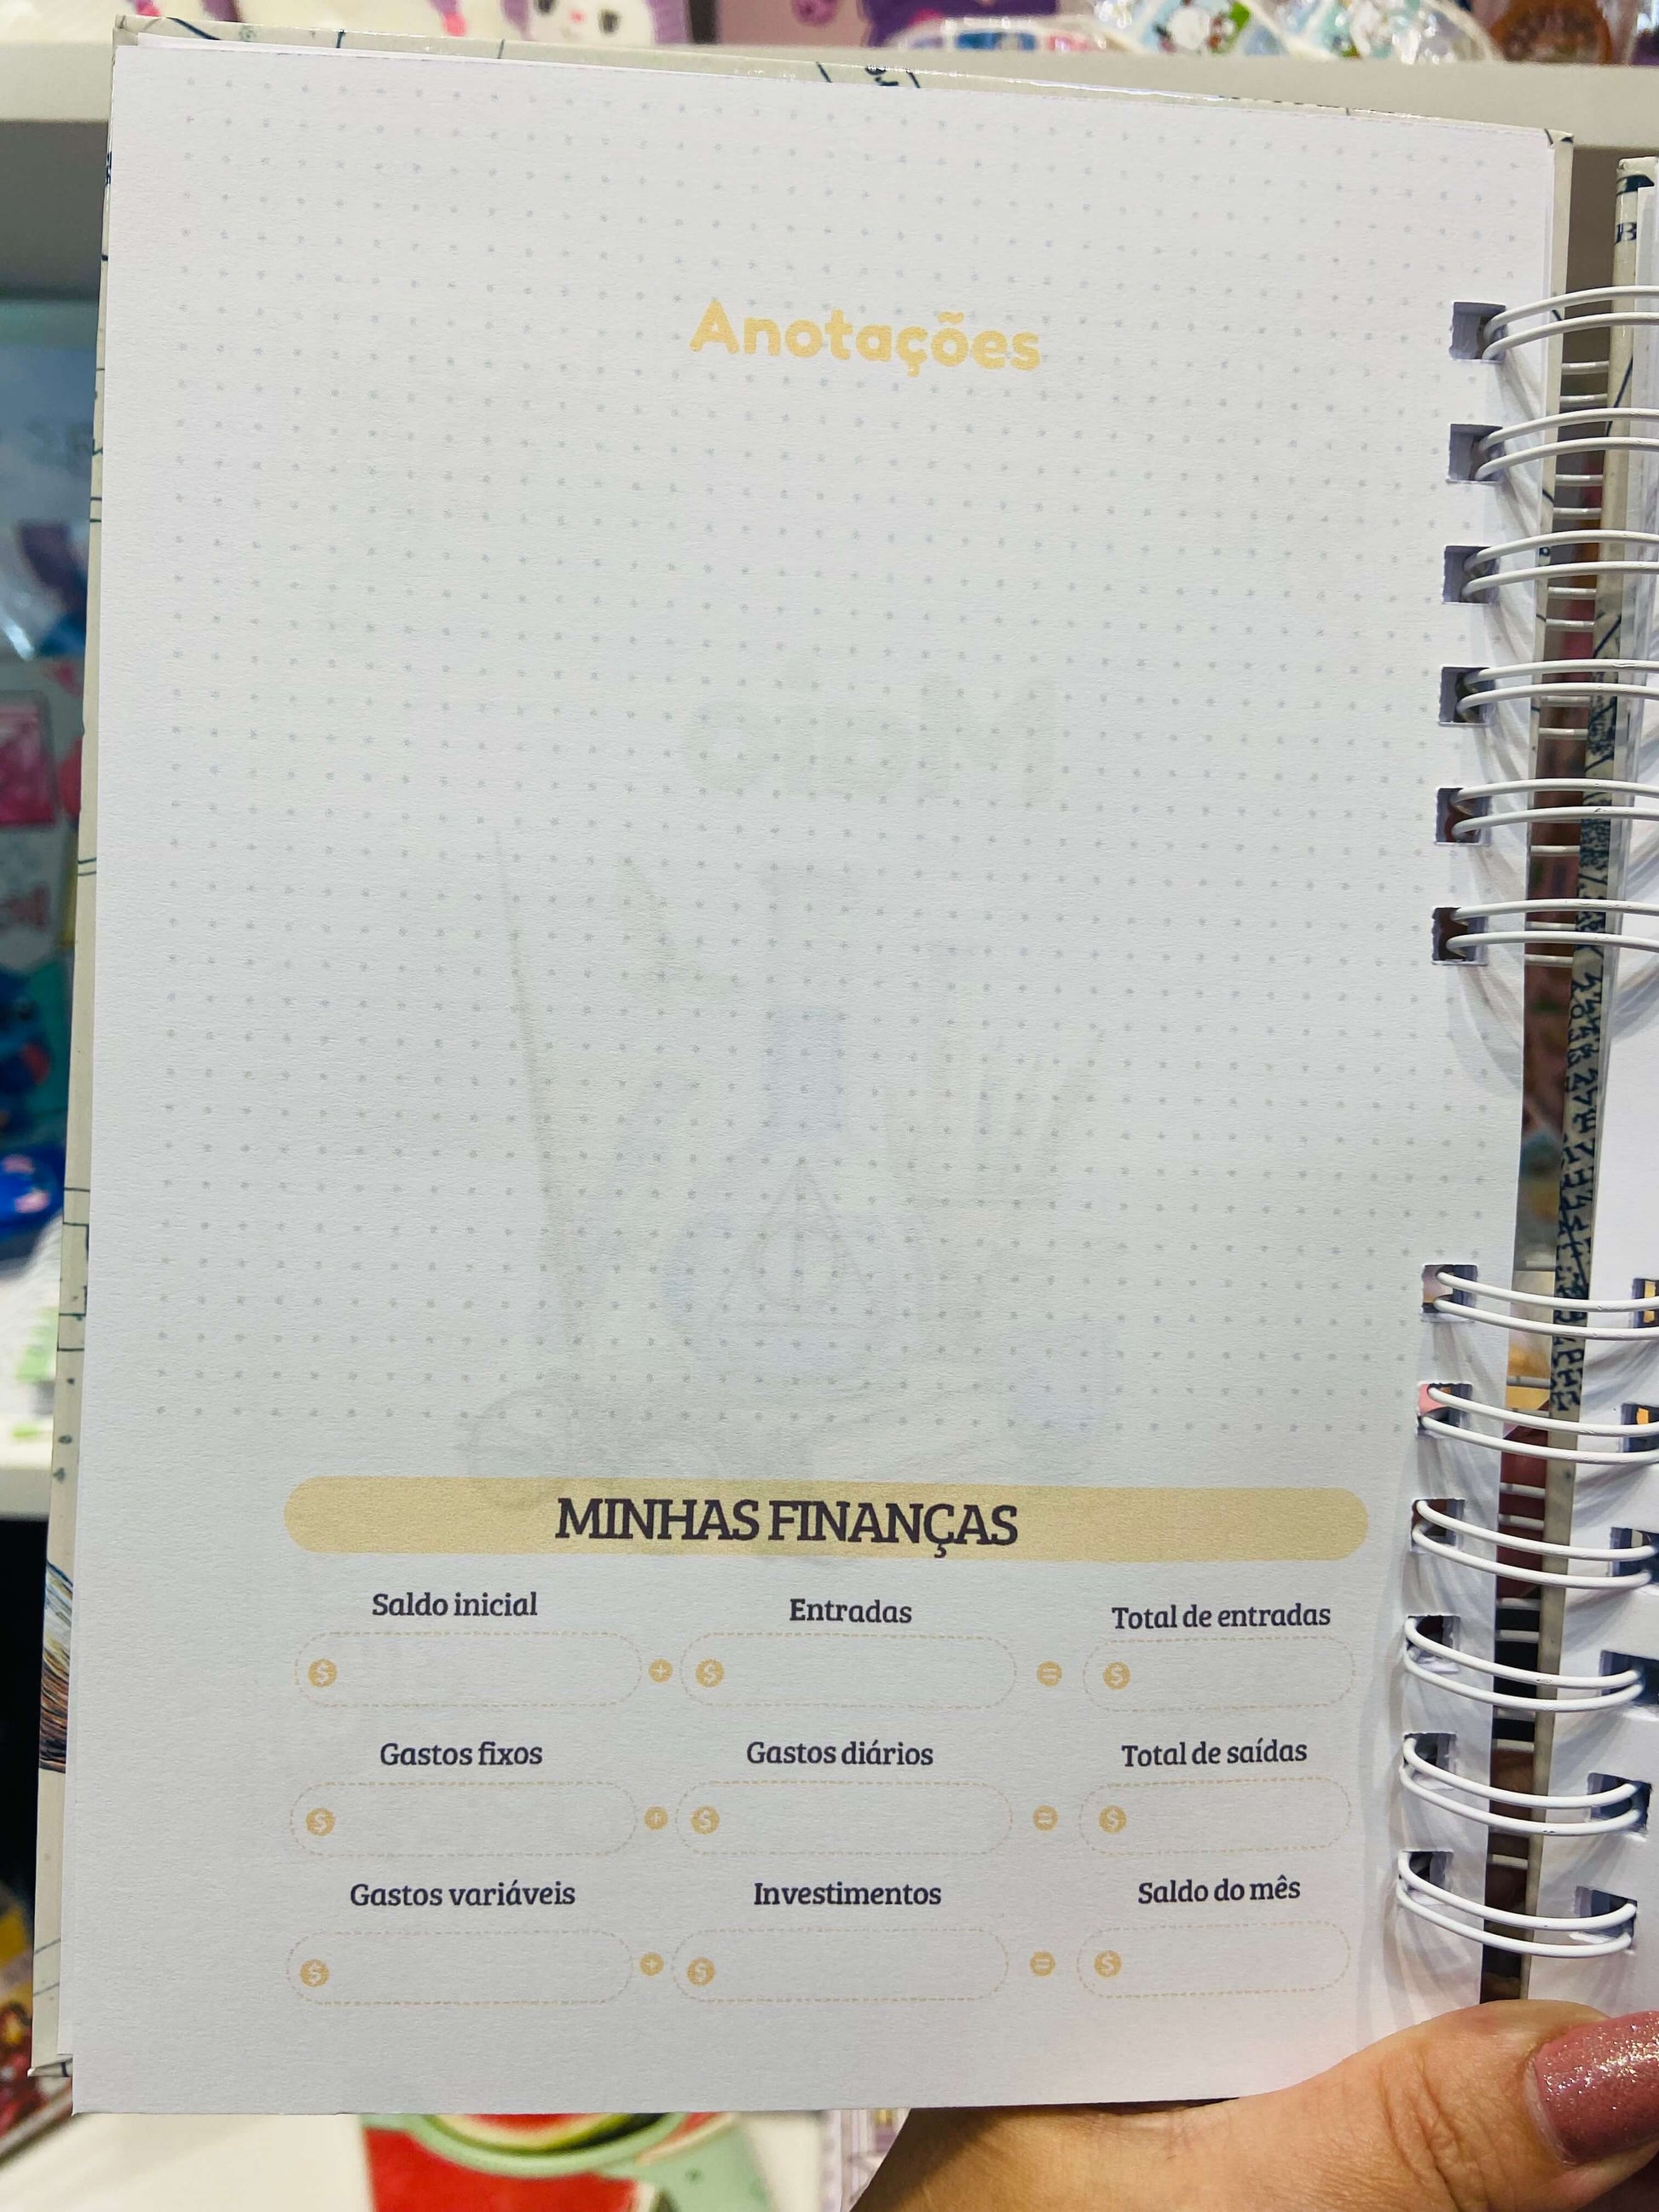 Anotações
MINHAS FINANÇAS
Saldo inicial Entradas Total de entradas
$ + $ = $
Gastos fixos Gastos diários Total de saídas
$ + $ = $
Gastos variáveis Investimentos Saldo do mês
$ + $ = $